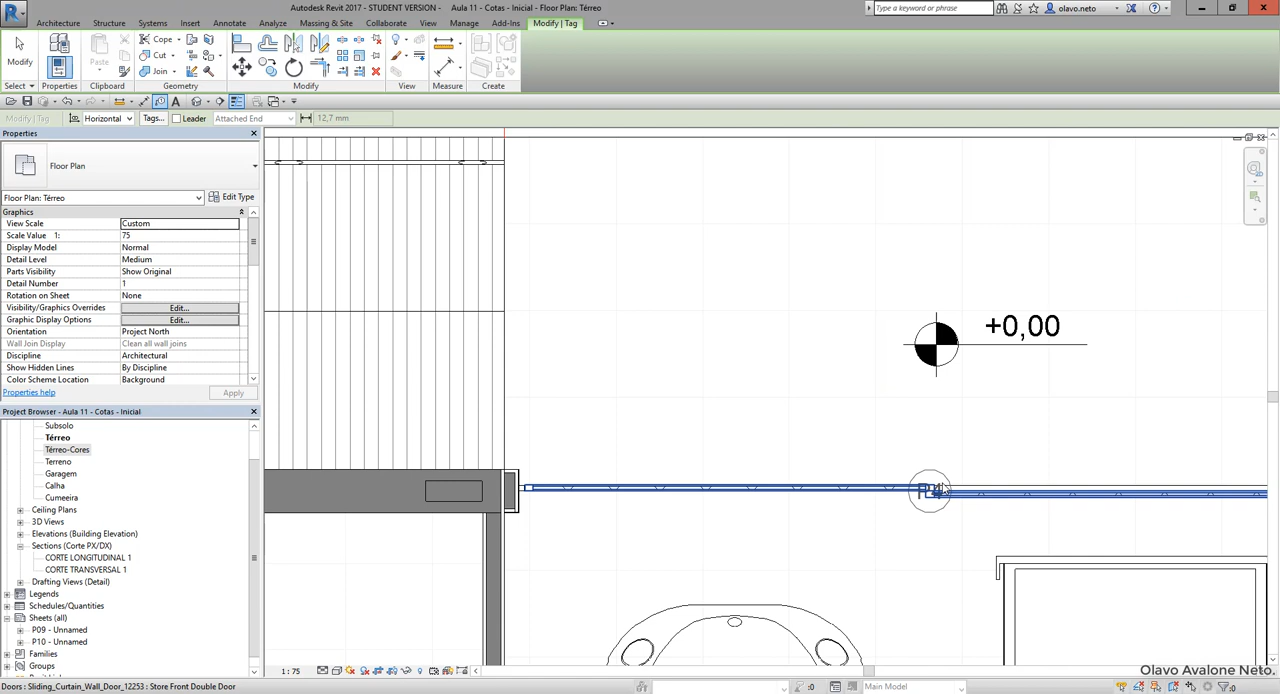 Autodesk Revit 2017 - STUDENT VERSION - Aula 11 - Cotas - Inicial - Floor Plan: Térreo
Type a keyword or phrase
olavo.neto
Architecture Structure Systems Insert Annotate Analyze Massing & Site Collaborate View Manage Add-Ins Modify | Tag
Modify Paste Cope Cut Join
Select Properties Clipboard Geometry Modify View Measure Create
Modify | Tag Horizontal Tags... Leader Attached End 12,7 mm
Properties
Floor Plan
Floor Plan: Térreo Edit Type
Graphics
View Scale Custom
Scale Value 1: 75
Display Model Normal
Detail Level Medium
Parts Visibility Show Original
Detail Number 1
Rotation on Sheet None
Visibility/Graphics Overrides Edit...
Graphic Display Options Edit...
Orientation Project North
Wall Join Display Clean all wall joins
Discipline Architectural
Show Hidden Lines By Discipline
Color Scheme Location Background
Properties help Apply
Project Browser - Aula 11 - Cotas - Inicial
Subsolo
Térreo
Térreo-Cores
Terreno
Garagem
Calha
Cumeira
Ceiling Plans
3D Views
Elevations (Building Elevation)
Sections (Corte PX/DX)
CORTE LONGITUDINAL 1
CORTE TRANSVERSAL 1
Drafting Views (Detail)
Legends
Schedules/Quantities
Sheets (all)
P09 - Unnamed
P10 - Unnamed
Families
Groups
+0,00
1 : 75
Olavo Avalone Neto.
Doors : Sliding_Curtain_Wall_Door_12253 : Store Front Double Door
:0
Main Model
:0